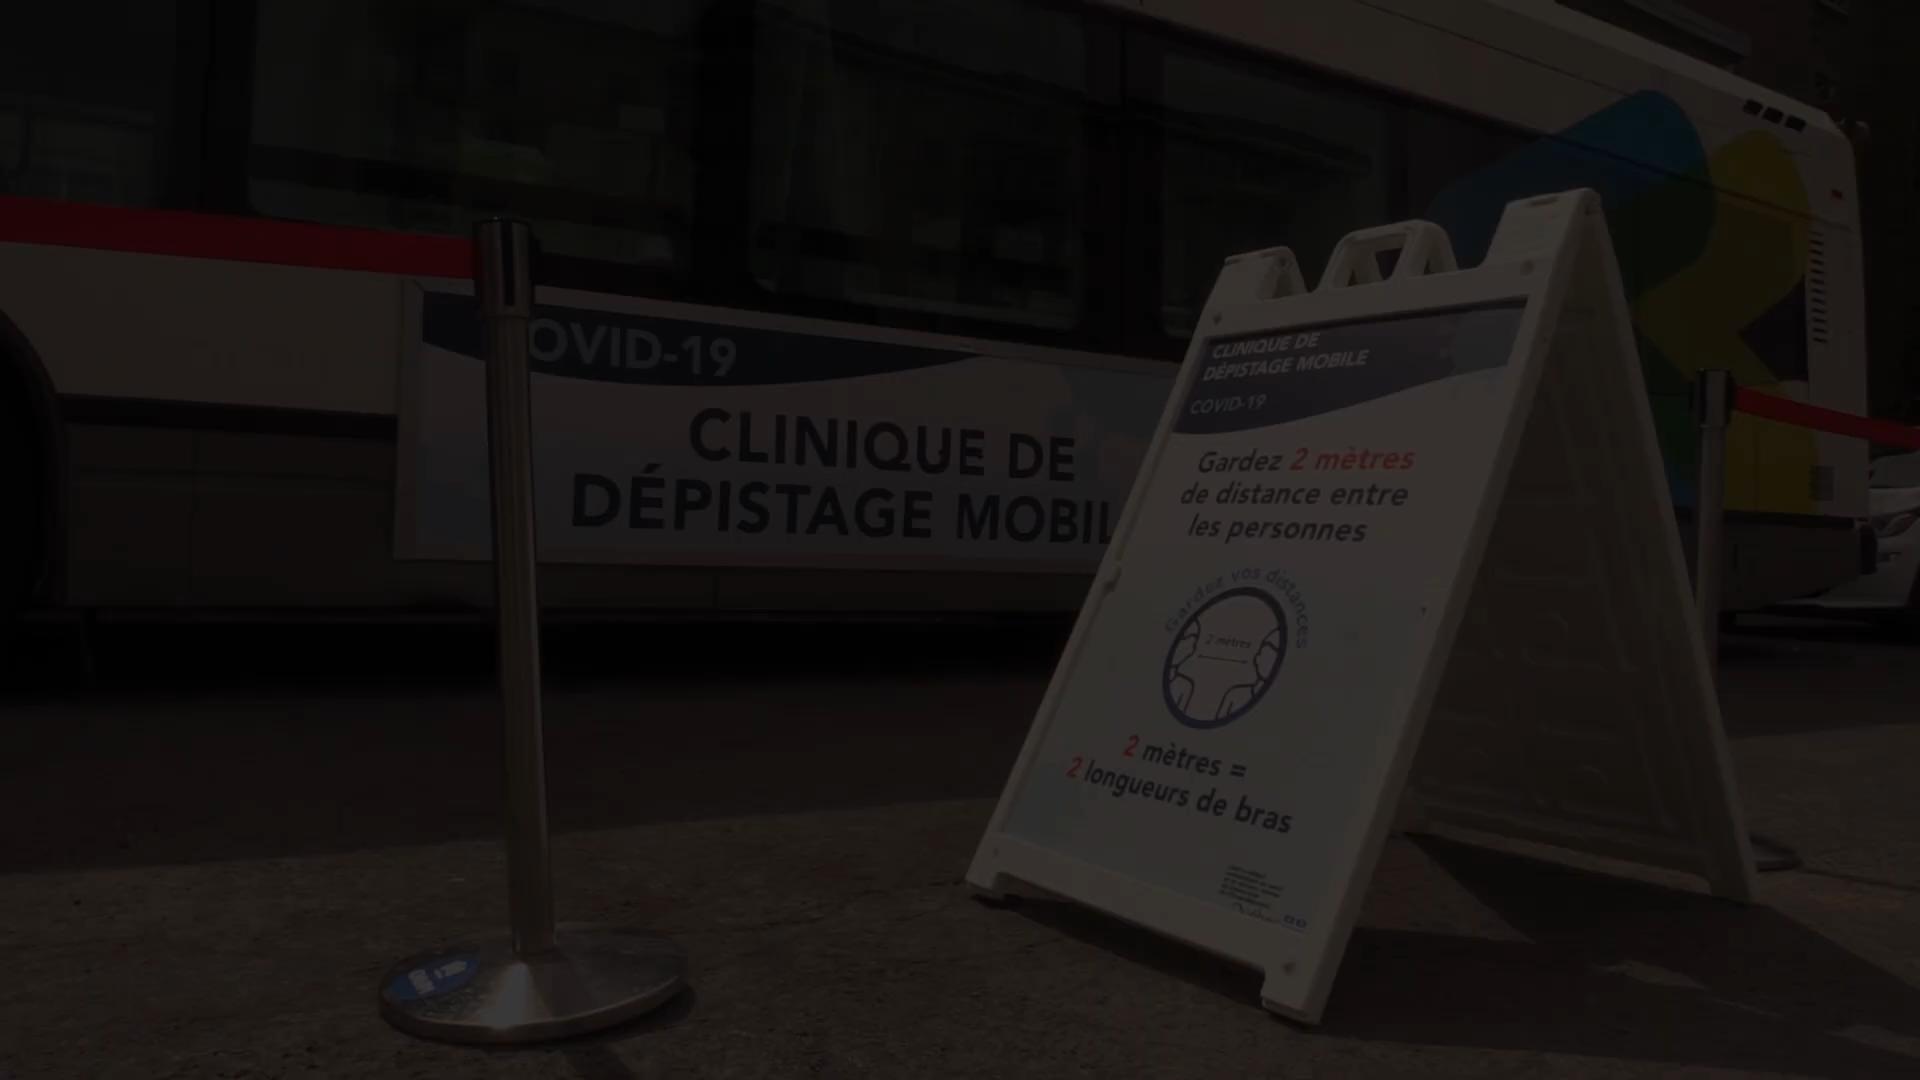 OVID-19
CLINIQUE DE
DÉPISTAGE MOBIL
CLINIQUE DE
DÉPISTAGE MOBILE
COVID-19
Gardez 2 mètres
de distance entre
les personnes
Gardez vos distances
2 mètres
2 mètres =
2 longueurs de bras